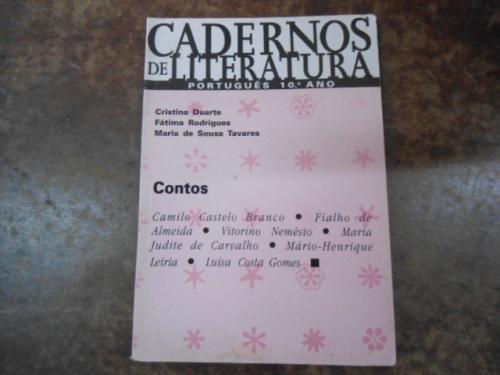 CADERNOS
DE LITERATURA
PORTUGUÊS 10.º ANO
Cristina Duarte
Fátima Rodrigues
Maria de Sousa Tavares
Contos
Camilo Castelo Branco • Fialho de
Almeida • Vitorino Nemésio • Maria
Judite de Carvalho • Mário-Henrique
Leiria • Luísa Costa Gomes ■